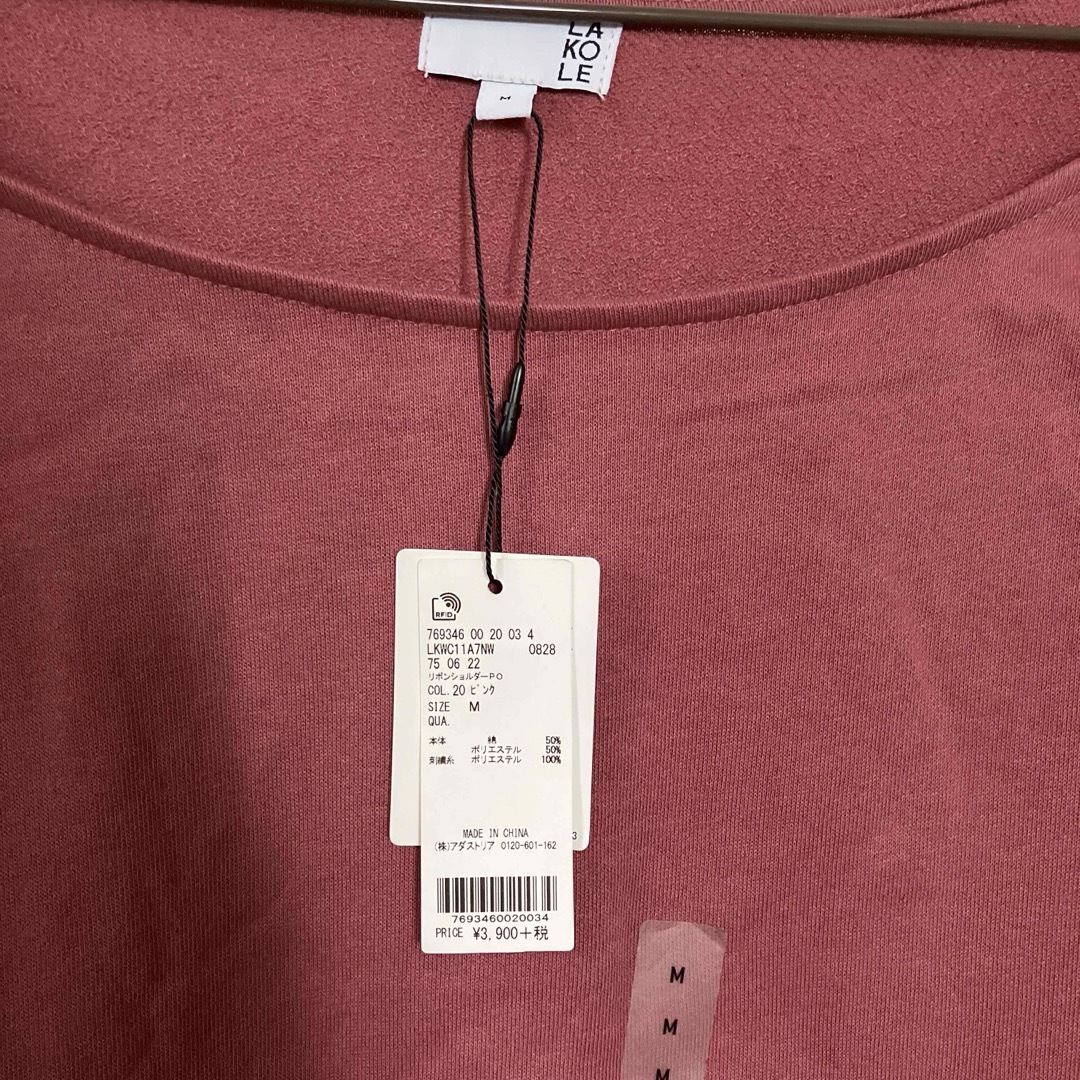 LA
KO
LE
M
RFID
769346 00 20 03 4
LKWC11A7NW 0828
75 06 22
リボンショルダーPO
COL. 20 ピンク
SIZE M
QUA.
本体 綿 50%
ポリエステル 50%
刺繍糸 ポリエステル 100%
MADE IN CHINA
(株)アダストリア 0120-601-162
3
7693460020034
PRICE ¥3,900+税
M
M
M